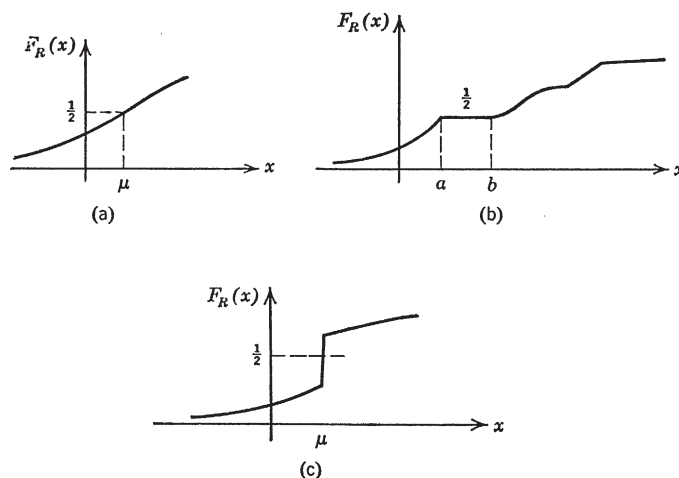 F_R(x)
1/2
x
μ
(a)
F_R(x)
1/2
x
a
b
(b)
F_R(x)
1/2
x
μ
(c)